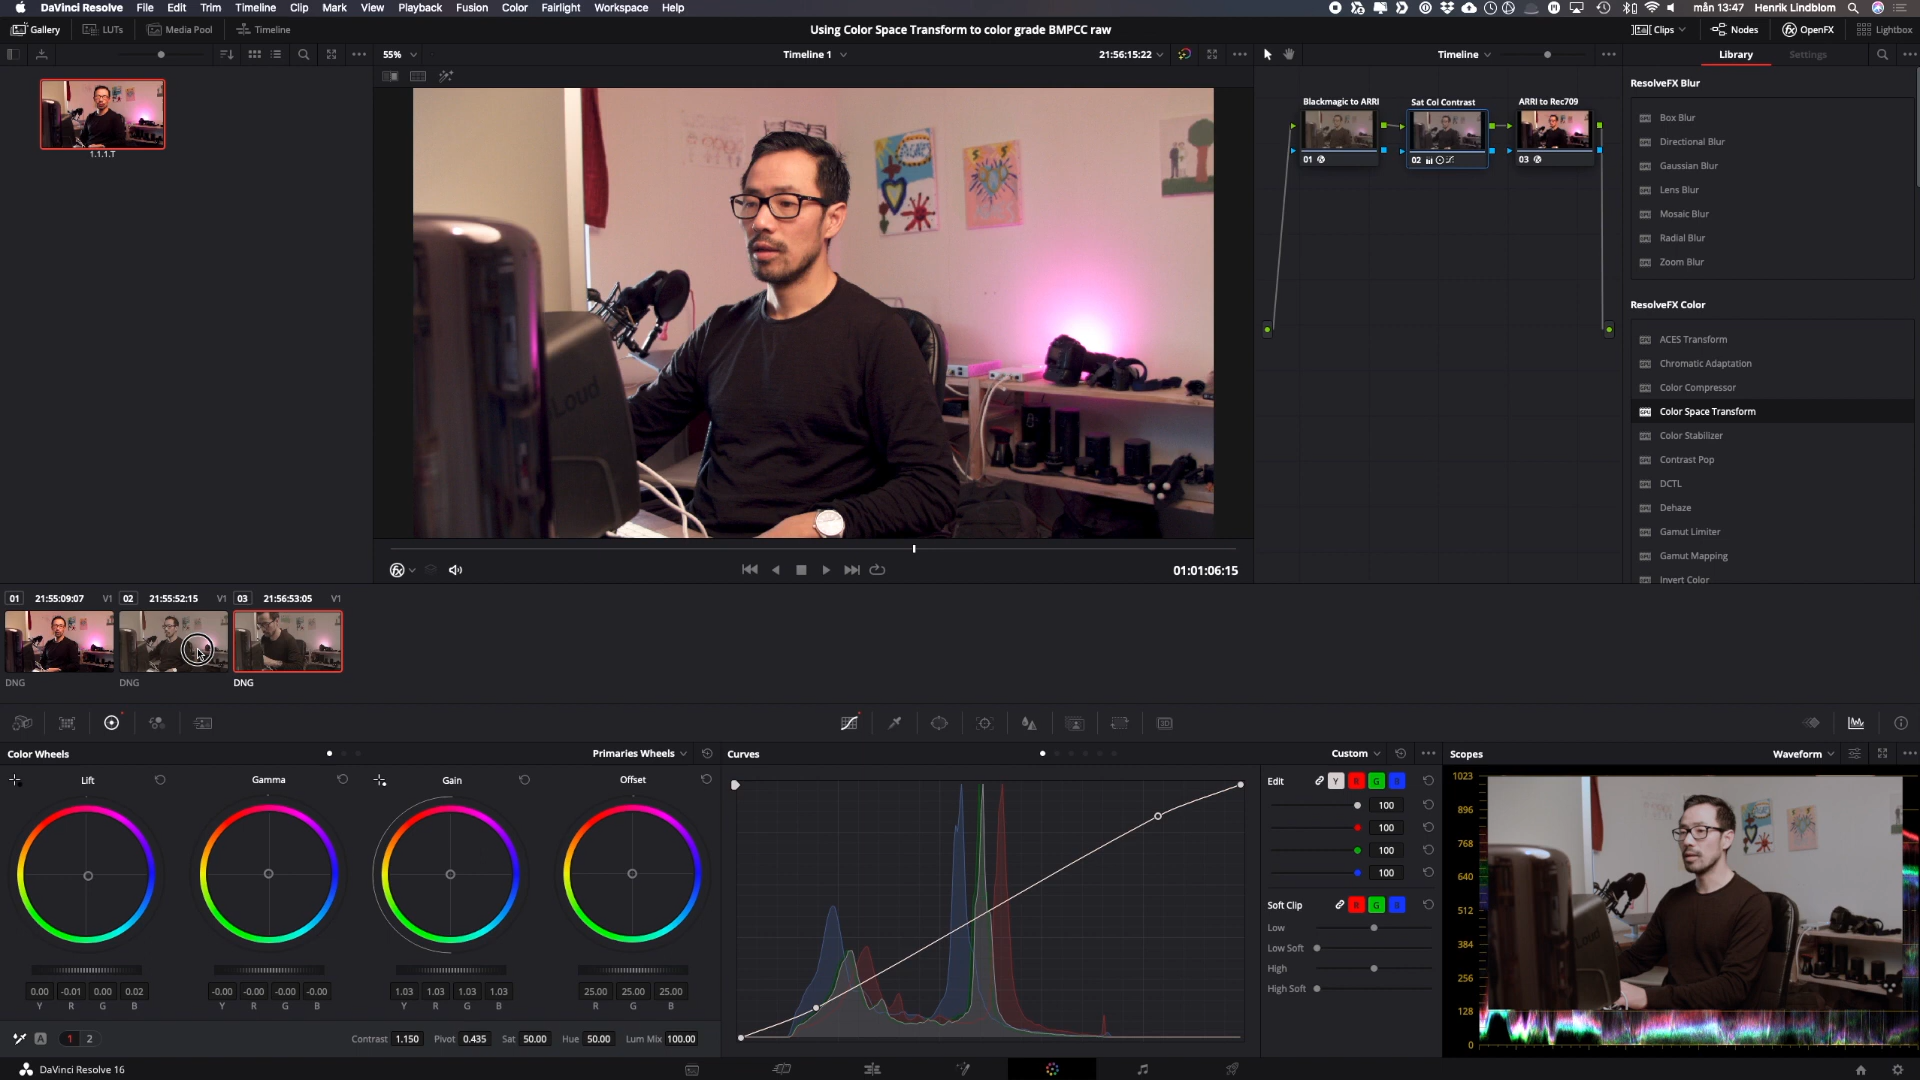 DaVinci Resolve File Edit Trim Timeline Clip Mark View Playback Fusion Color Fairlight Workspace Help mån 13:47 Henrik Lindblom
Gallery LUTs Media Pool Timeline Using Color Space Transform to color grade BMPCC raw Clips Nodes OpenFX Lightbox
55% Timeline 1 21:56:15:22 Timeline Library Settings
ResolveFX Blur
Blackmagic to ARRI Sat Col Contrast ARRI to Rec709
Box Blur
Directional Blur
1.1.1.T
01 02 03
Gaussian Blur
Lens Blur
Mosaic Blur
Radial Blur
Zoom Blur
ResolveFX Color
ACES Transform
Chromatic Adaptation
Color Compressor
Loud
Color Space Transform
Color Stabilizer
Contrast Pop
DCTL
Dehaze
Gamut Limiter
Gamut Mapping
Invert Color
01:01:06:15
01 21:55:09:07 V1 02 21:55:52:15 V1 03 21:56:53:05 V1
DNG DNG DNG
Color Wheels Primaries Wheels Curves Custom Scopes Waveform
Lift Gamma Gain Offset
Edit Y R G B
100
100
100
100
Soft Clip R G B
Low
Low Soft
High
High Soft
1023
896
768
640
512
384
256
128
0
0.00 -0.01 0.00 0.02 -0.00 -0.00 -0.00 -0.00 1.03 1.03 1.03 1.03 25.00 25.00 25.00
Y R G B Y R G B Y R G B R G B
A 1 2 Contrast 1.150 Pivot 0.435 Sat 50.00 Hue 50.00 Lum Mix 100.00
DaVinci Resolve 16